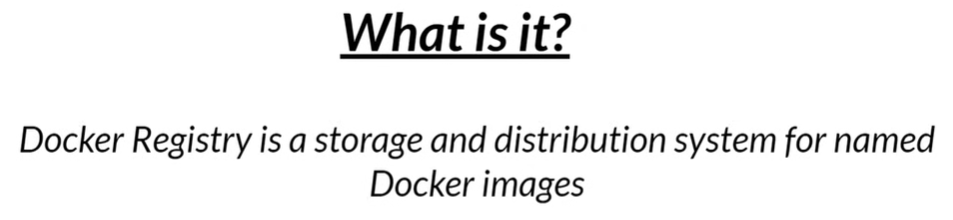 What is it?
Docker Registry is a storage and distribution system for named
Docker images